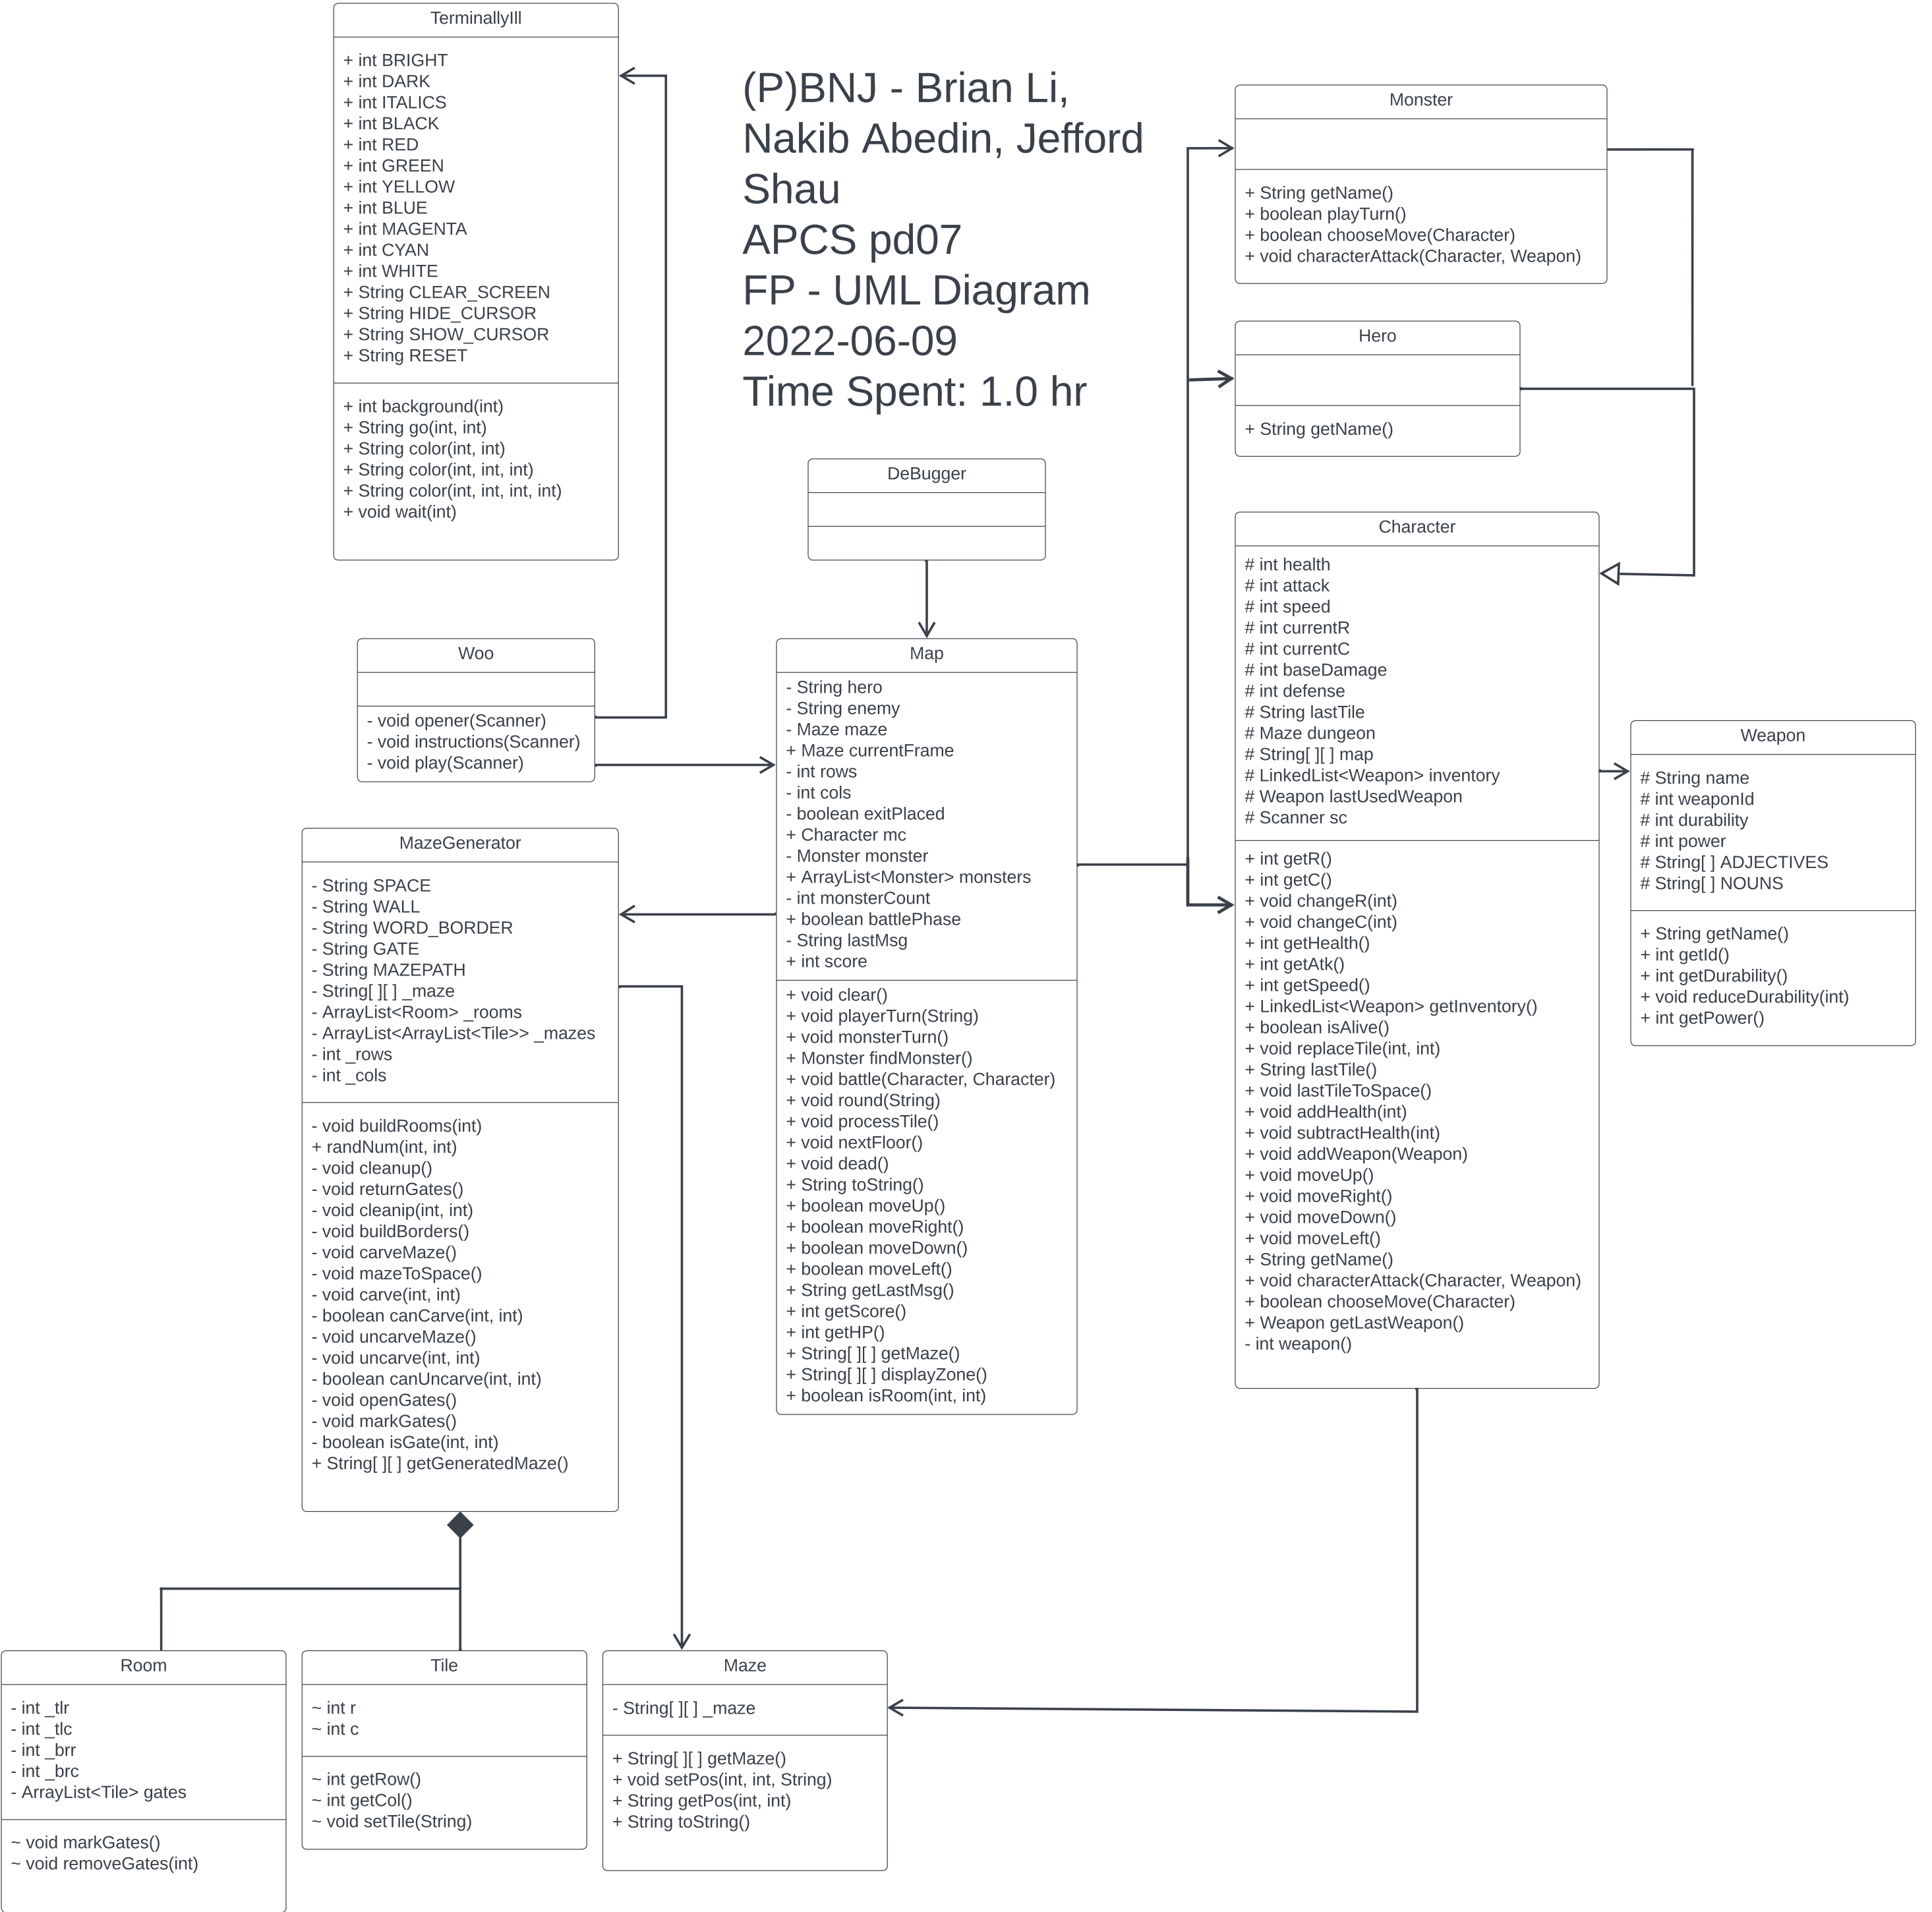 TerminallyIll
+ int BRIGHT
+ int DARK
+ int ITALICS
+ int BLACK
+ int RED
+ int GREEN
+ int YELLOW
+ int BLUE
+ int MAGENTA
+ int CYAN
+ int WHITE
+ String CLEAR_SCREEN
+ String HIDE_CURSOR
+ String SHOW_CURSOR
+ String RESET
+ int background(int)
+ String go(int, int)
+ String color(int, int)
+ String color(int, int, int)
+ String color(int, int, int, int)
+ void wait(int)
(P)BNJ - Brian Li,
Nakib Abedin, Jefford
Shau
APCS pd07
FP - UML Diagram
2022-06-09
Time Spent: 1.0 hr
Monster
+ String getName()
+ boolean playTurn()
+ boolean chooseMove(Character)
+ void characterAttack(Character, Weapon)
Hero
+ String getName()
DeBugger
Woo
- void opener(Scanner)
- void instructions(Scanner)
- void play(Scanner)
Map
- String hero
- String enemy
- Maze maze
+ Maze currentFrame
- int rows
- int cols
- boolean exitPlaced
+ Character mc
- Monster monster
+ ArrayList<Monster> monsters
- int monsterCount
+ boolean battlePhase
- String lastMsg
+ int score
+ void clear()
+ void playerTurn(String)
+ void monsterTurn()
+ Monster findMonster()
+ void battle(Character, Character)
+ void round(String)
+ void processTile()
+ void nextFloor()
+ void dead()
+ String toString()
+ boolean moveUp()
+ boolean moveRight()
+ boolean moveDown()
+ boolean moveLeft()
+ String getLastMsg()
+ int getScore()
+ int getHP()
+ String[ ][ ] getMaze()
+ String[ ][ ] displayZone()
+ boolean isRoom(int, int)
Character
# int health
# int attack
# int speed
# int currentR
# int currentC
# int baseDamage
# int defense
# String lastTile
# Maze dungeon
# String[ ][ ] map
# LinkedList<Weapon> inventory
# Weapon lastUsedWeapon
# Scanner sc
+ int getR()
+ int getC()
+ void changeR(int)
+ void changeC(int)
+ int getHealth()
+ int getAtk()
+ int getSpeed()
+ LinkedList<Weapon> getInventory()
+ boolean isAlive()
+ void replaceTile(int, int)
+ String lastTile()
+ void lastTileToSpace()
+ void addHealth(int)
+ void subtractHealth(int)
+ void addWeapon(Weapon)
+ void moveUp()
+ void moveRight()
+ void moveDown()
+ void moveLeft()
+ String getName()
+ void characterAttack(Character, Weapon)
+ boolean chooseMove(Character)
+ Weapon getLastWeapon()
- int weapon()
Weapon
# String name
# int weaponId
# int durability
# int power
# String[ ] ADJECTIVES
# String[ ] NOUNS
+ String getName()
+ int getId()
+ int getDurability()
+ void reduceDurability(int)
+ int getPower()
MazeGenerator
- String SPACE
- String WALL
- String WORD_BORDER
- String GATE
- String MAZEPATH
- String[ ][ ] _maze
- ArrayList<Room> _rooms
- ArrayList<ArrayList<Tile>> _mazes
- int _rows
- int _cols
- void buildRooms(int)
+ randNum(int, int)
- void cleanup()
- void returnGates()
- void cleanip(int, int)
- void buildBorders()
- void carveMaze()
- void mazeToSpace()
- void carve(int, int)
- boolean canCarve(int, int)
- void uncarveMaze()
- void uncarve(int, int)
- boolean canUncarve(int, int)
- void openGates()
- void markGates()
- boolean isGate(int, int)
+ String[ ][ ] getGeneratedMaze()
Room
- int _tlr
- int _tlc
- int _brr
- int _brc
- ArrayList<Tile> gates
~ void markGates()
~ void removeGates(int)
Tile
~ int r
~ int c
~ int getRow()
~ int getCol()
~ void setTile(String)
Maze
- String[ ][ ] _maze
+ String[ ][ ] getMaze()
+ void setPos(int, int, String)
+ String getPos(int, int)
+ String toString()